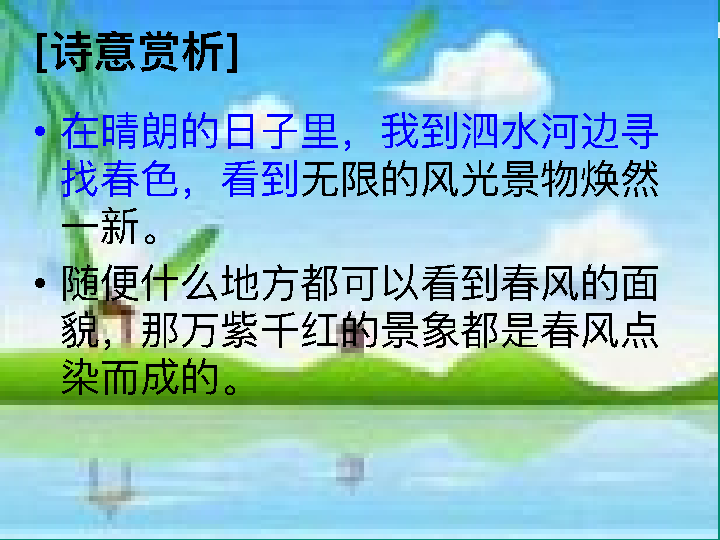 [诗意赏析]
• 在晴朗的日子里，我到泗水河边寻
找春色，看到无限的风光景物焕然
一新。
• 随便什么地方都可以看到春风的面
貌，那万紫千红的景象都是春风点
染而成的。